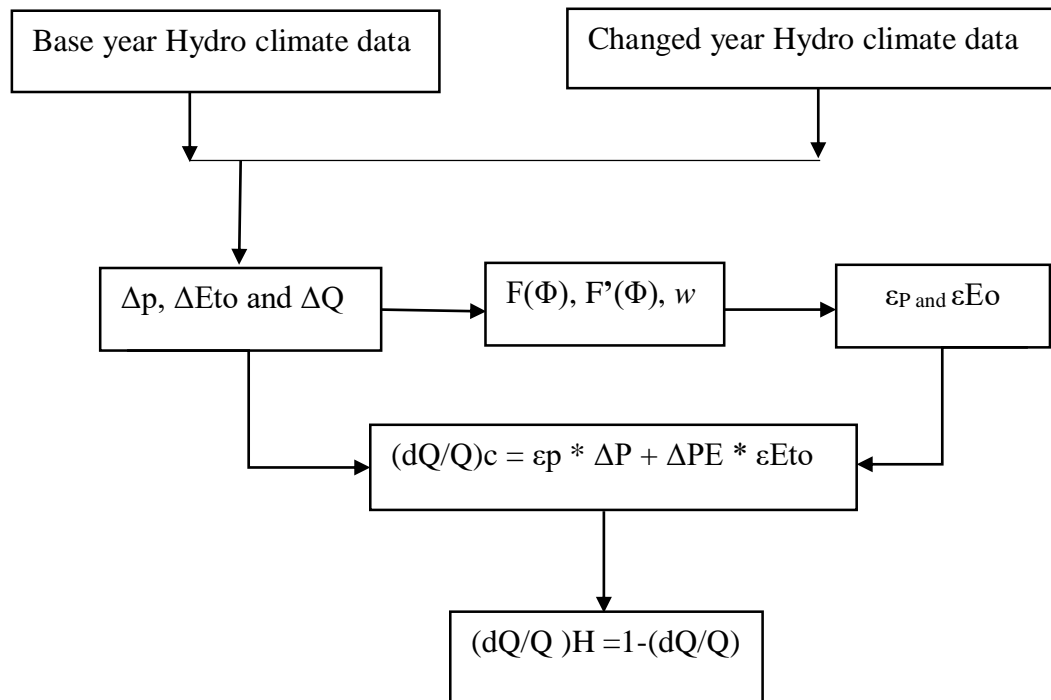 Base year Hydro climate data
Changed year Hydro climate data
Δp, ΔEto and ΔQ
F(Φ), F'(Φ), w
εP and εEo
(dQ/Q)c = εp * ΔP + ΔPE * εEto
(dQ/Q )H =1-(dQ/Q)